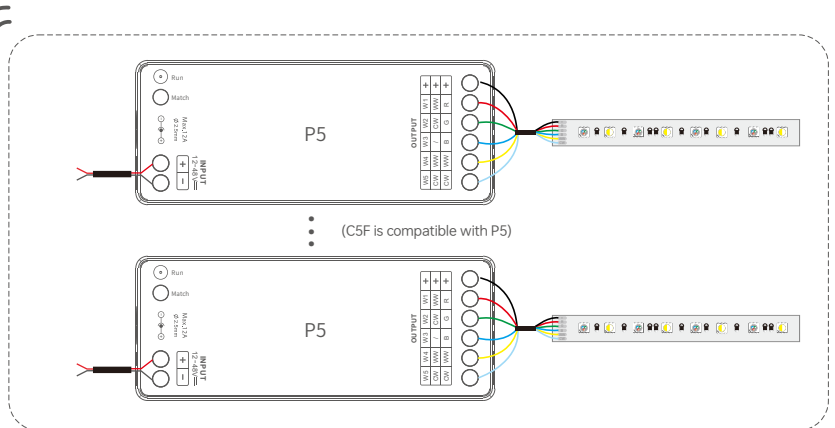 Run
Match
Max.12A
Ø 2.5mm
+
−
INPUT
12~48V
P5
OUTPUT
+ + +
W1 WW R
W2 CW G
W3 / B
W4 WW WW
W5 CW CW
(C5F is compatible with P5)
Run
Match
Max.12A
Ø 2.5mm
+
−
INPUT
12~48V
P5
OUTPUT
+ + +
W1 WW R
W2 CW G
W3 / B
W4 WW WW
W5 CW CW